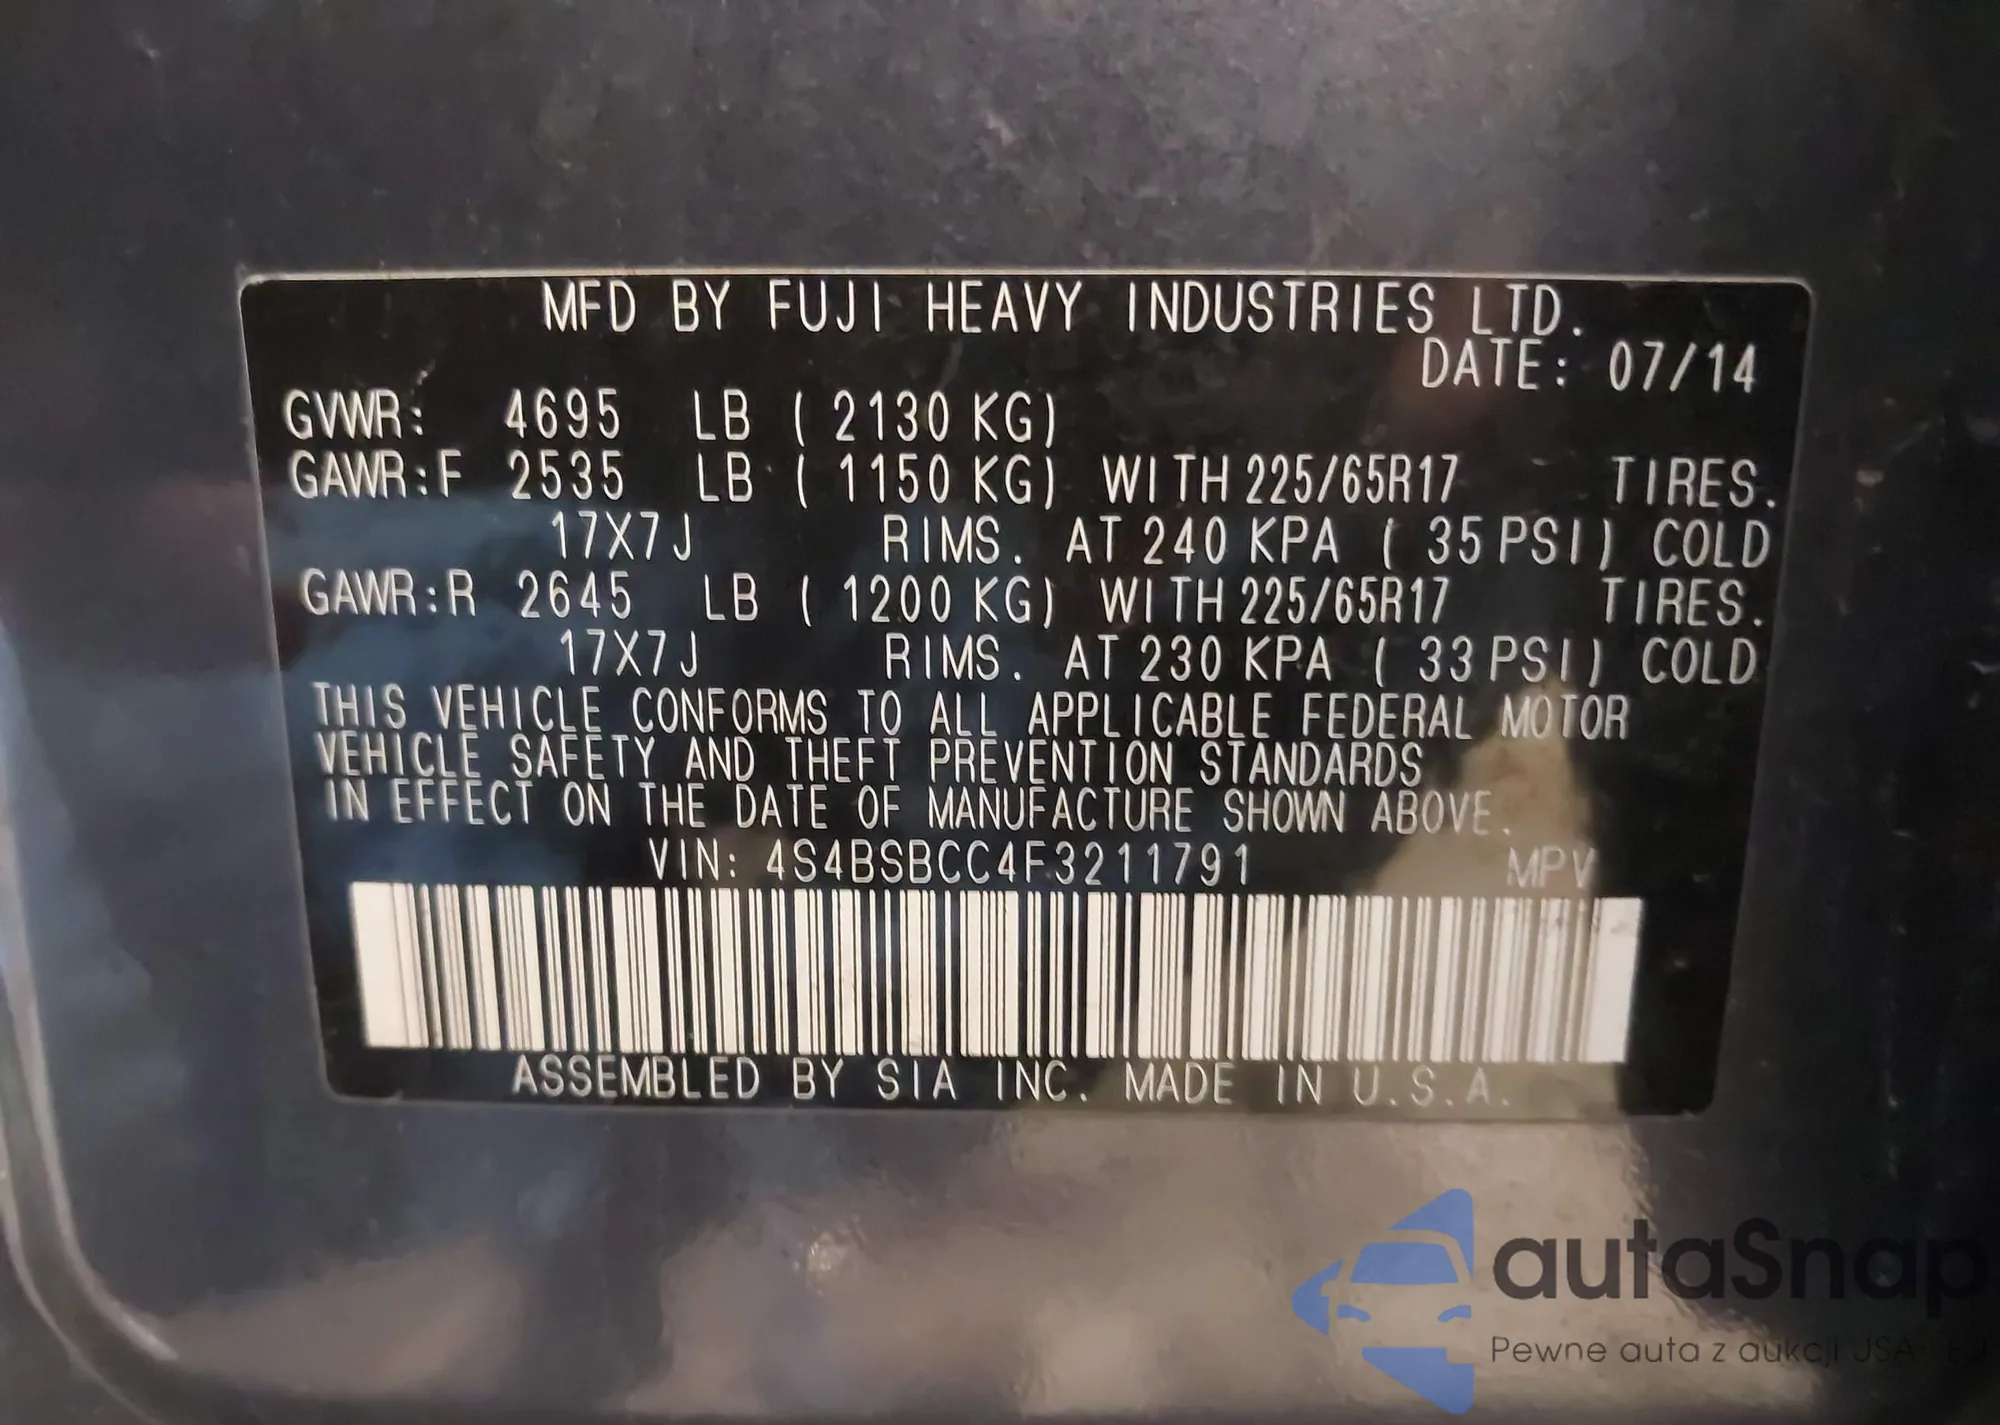 MFD BY FUJI HEAVY INDUSTRIES LTD.
DATE: 07/14
GVWR: 4695 LB ( 2130 KG)
GAWR:F 2535 LB ( 1150 KG) WITH 225/65R17 TIRES.
17X7J RIMS. AT 240 KPA ( 35 PSI) COLD
GAWR:R 2645 LB ( 1200 KG) WITH 225/65R17 TIRES.
17X7J RIMS. AT 230 KPA ( 33 PSI) COLD
THIS VEHICLE CONFORMS TO ALL APPLICABLE FEDERAL MOTOR
VEHICLE SAFETY AND THEFT PREVENTION STANDARDS
IN EFFECT ON THE DATE OF MANUFACTURE SHOWN ABOVE.
VIN: 4S4BSBCC4F3211791 MPV
ASSEMBLED BY SIA INC. MADE IN U.S.A.
autaSnap
Pewne auta z aukcji USA